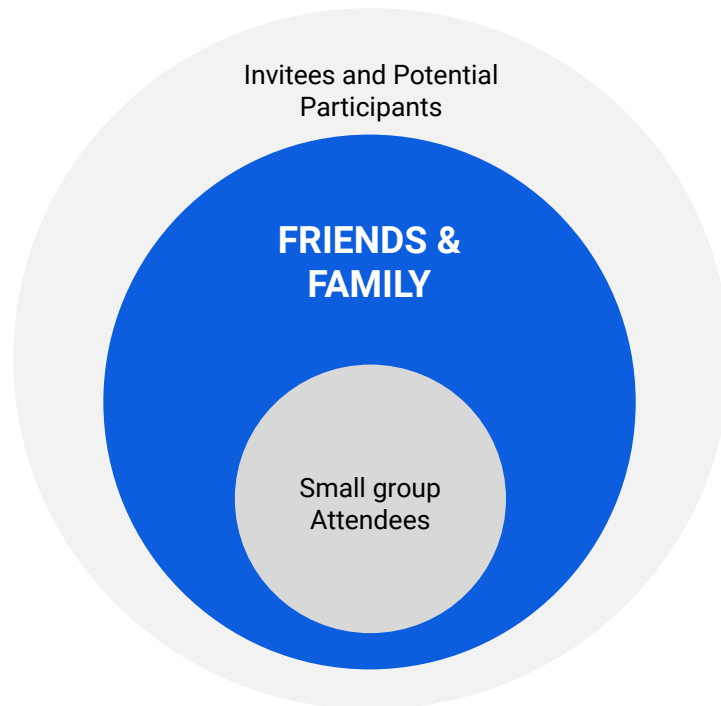 Invitees and Potential
Participants
FRIENDS &
FAMILY
Small group
Attendees